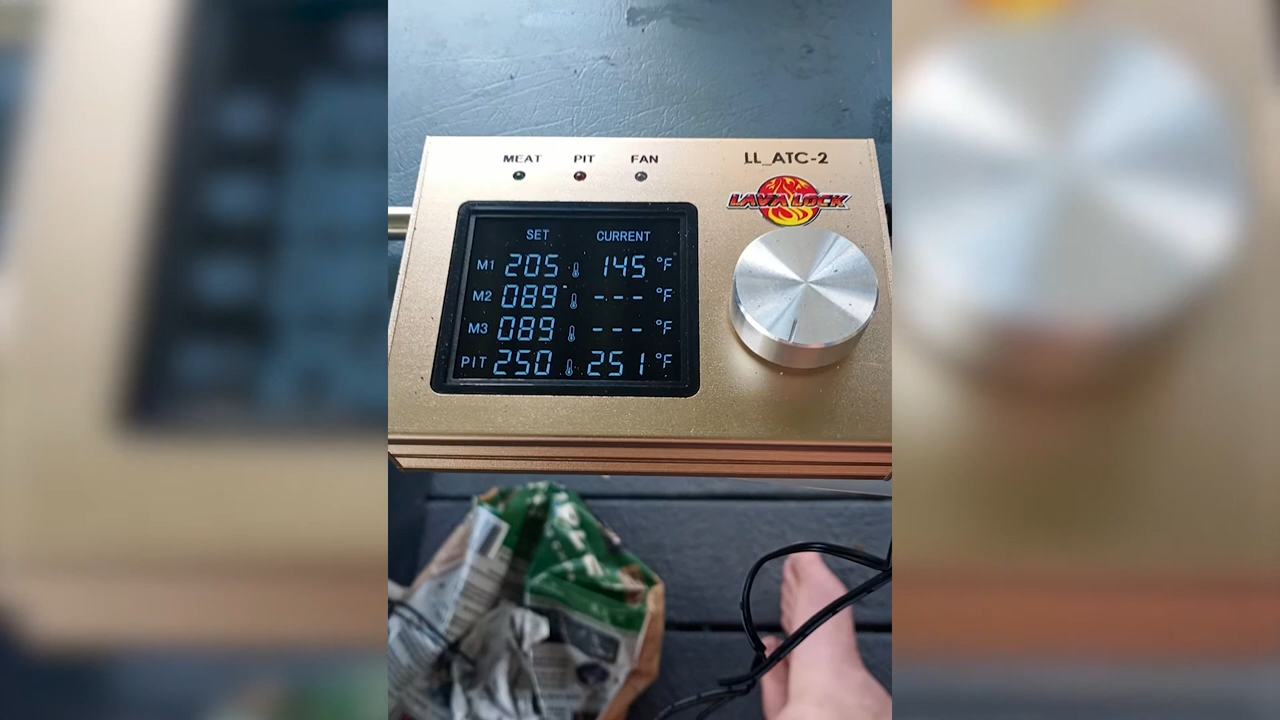 MEAT PIT FAN
LL_ATC-2
LAVA LOCK
SET CURRENT
M1 205 145 °F
M2 089 --- °F
M3 089 --- °F
PIT 250 251 °F